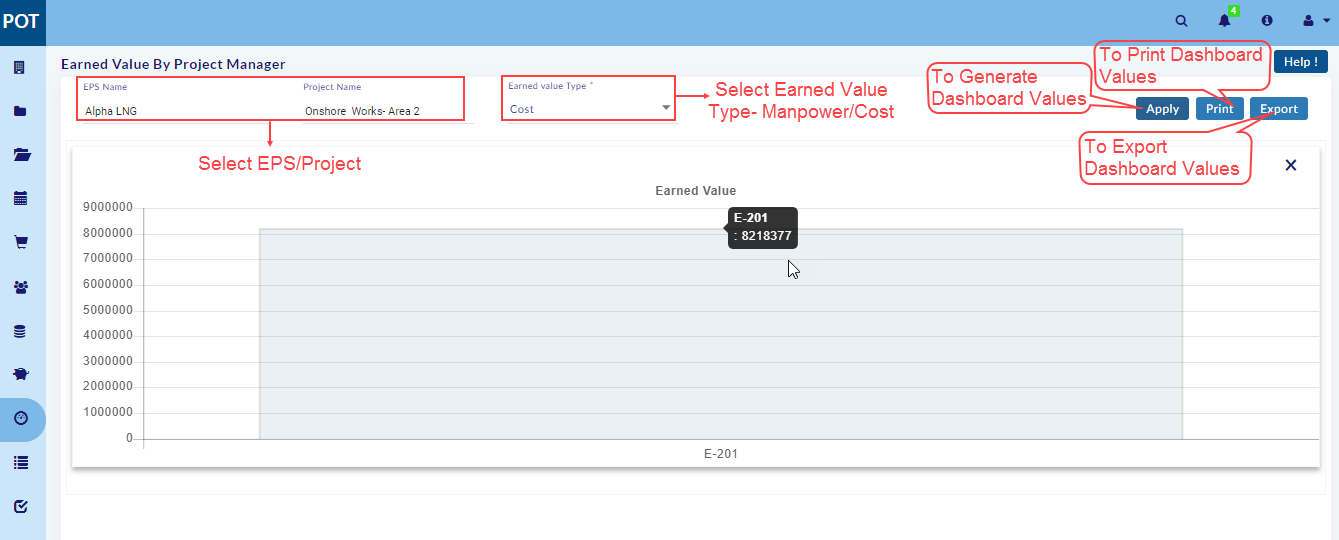 POT
4
Earned Value By Project Manager
Help !
EPS Name
Project Name
Alpha LNG
Onshore Works- Area 2
Earned value Type *
Cost
Select Earned Value
Type- Manpower/Cost
To Generate
Dashboard Values
To Print Dashboard
Values
Apply
Print
Export
Select EPS/Project
To Export
Dashboard Values
Earned Value
9000000
8000000
7000000
6000000
5000000
4000000
3000000
2000000
1000000
0
E-201
: 8218377
E-201